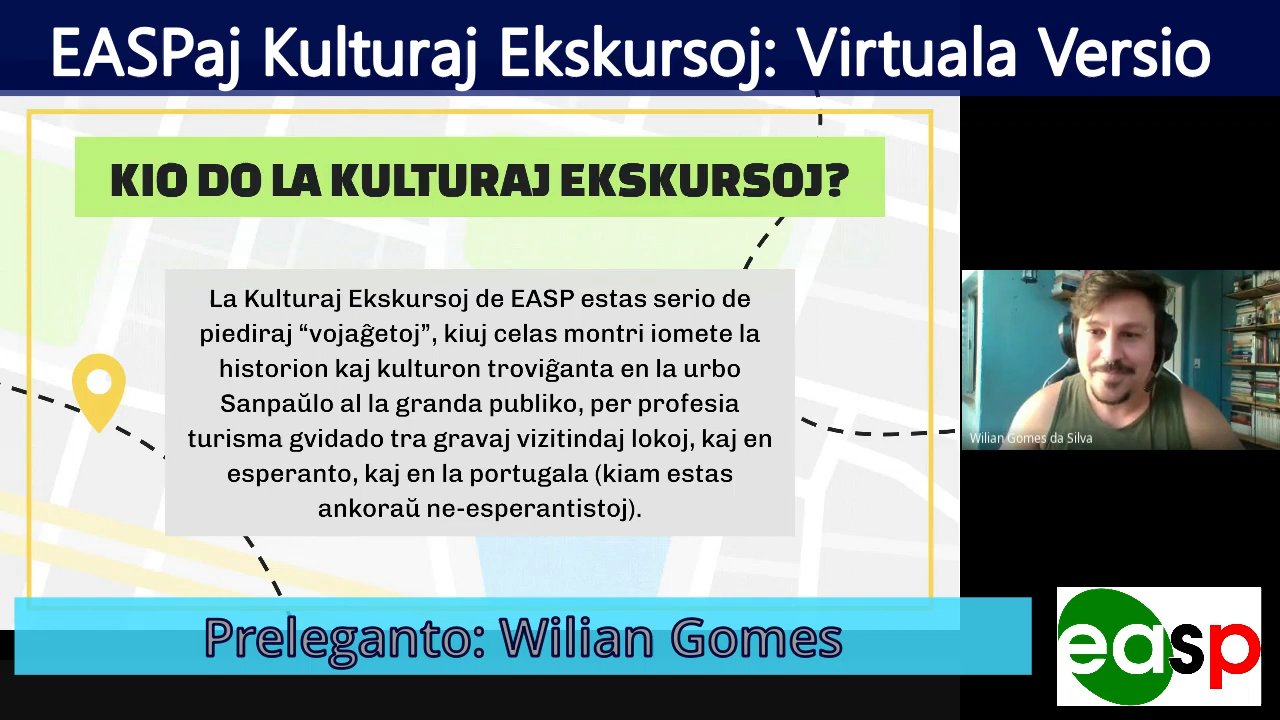 EASPaj Kulturaj Ekskursoj: Virtuala Versio
KIO DO LA KULTURAJ EKSKURSOJ?
La Kulturaj Ekskursoj de EASP estas serio de
piediraj “vojaĝetoj”, kiuj celas montri iomete la
historion kaj kulturon troviĝanta en la urbo
Sanpaŭlo al la granda publiko, per profesia
turisma gvidado tra gravaj vizitindaj lokoj, kaj en
esperanto, kaj en la portugala (kiam estas
ankoraŭ ne-esperantistoj).
Wilian Gomes da Silva
Preleganto: Wilian Gomes
easp